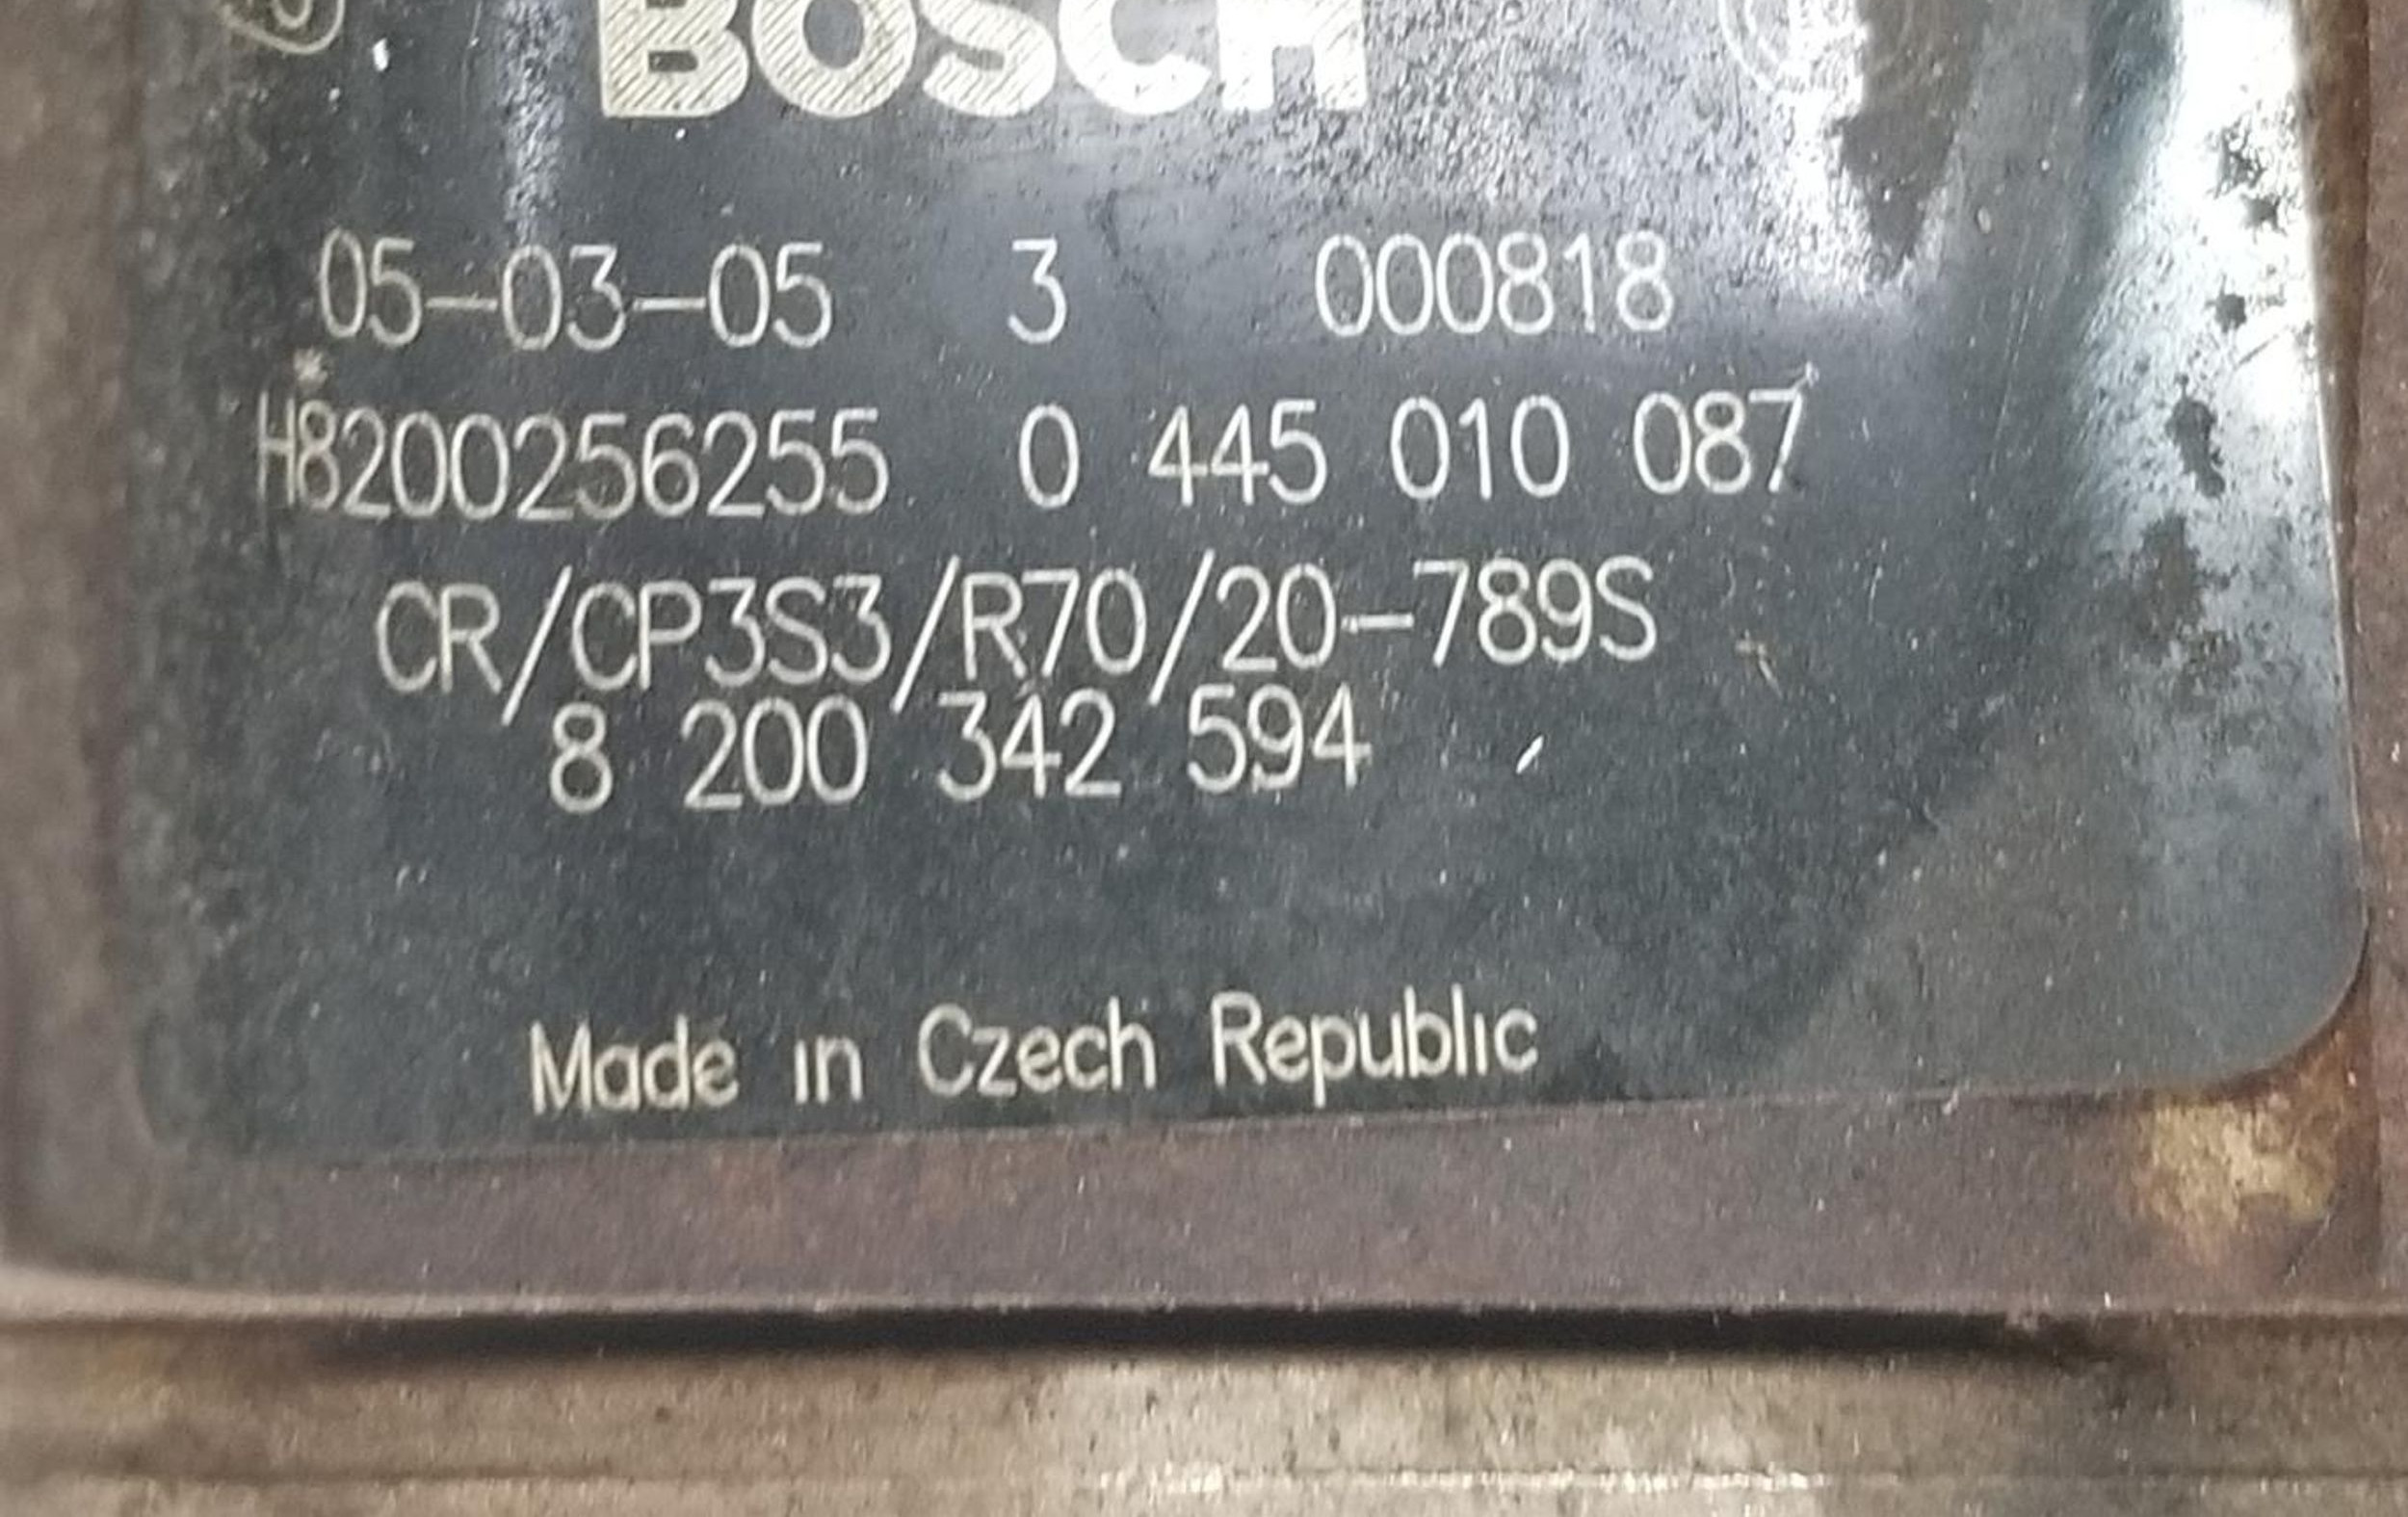 BOSCH
05-03-05 3 000818
H8200256255 0 445 010 087
CR/CP3S3/R70/20-789S
8 200 342 594
Made in Czech Republic